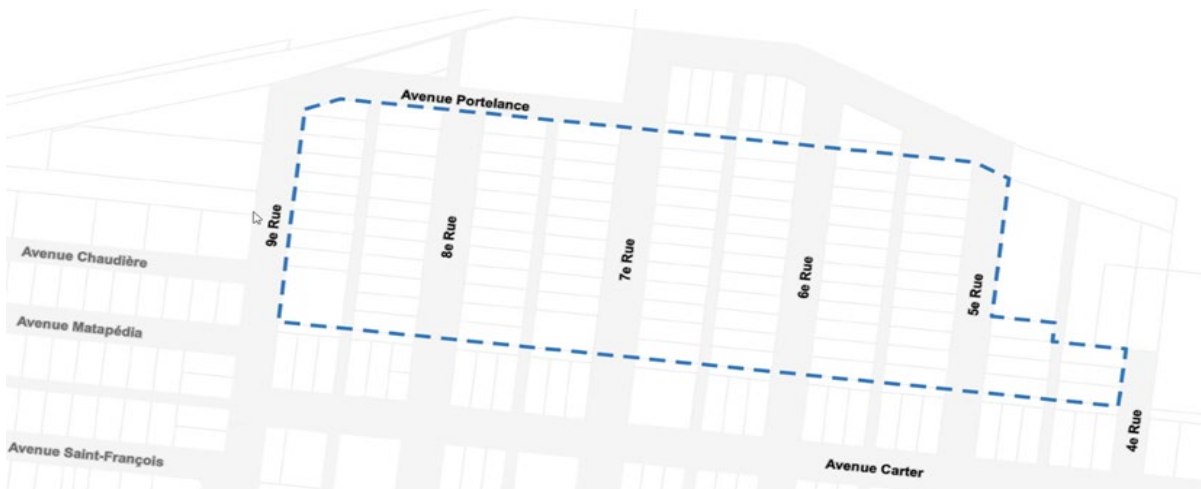 Avenue Portelance
9e Rue
8e Rue
7e Rue
6e Rue
5e Rue
4e Rue
Avenue Chaudière
Avenue Matapédia
Avenue Saint-François
Avenue Carter